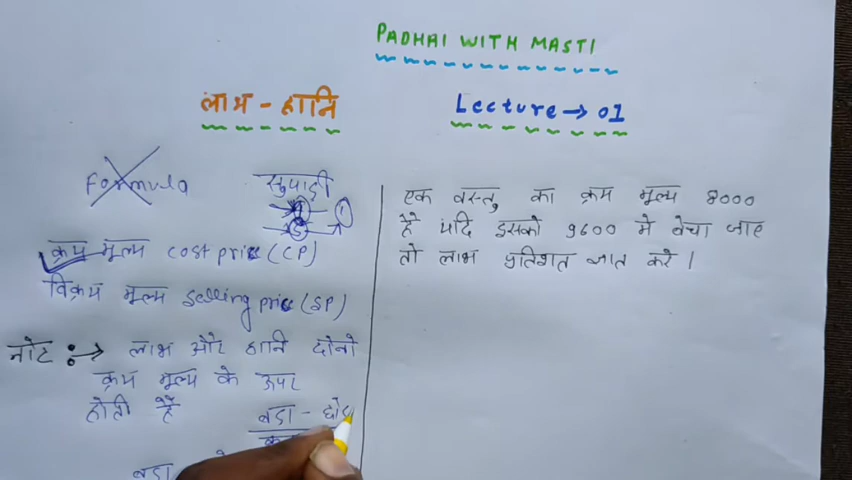 PADHAI WITH MASTI
लाभ - हानि
Lecture → 01
Formula
सुपाड़ी
क्रय मूल्य cost price (CP)
विक्रय मूल्य selling price (SP)
नोट :→ लाभ और हानि दोनो
क्रय मूल्य के ऊपर
होती है
बडा -
बडा
एक वस्तु का क्रय मूल्य 8000
है यदि इसको 9600 मे बेचा जाए
तो लाभ प्रतिशत ज्ञात करे ।